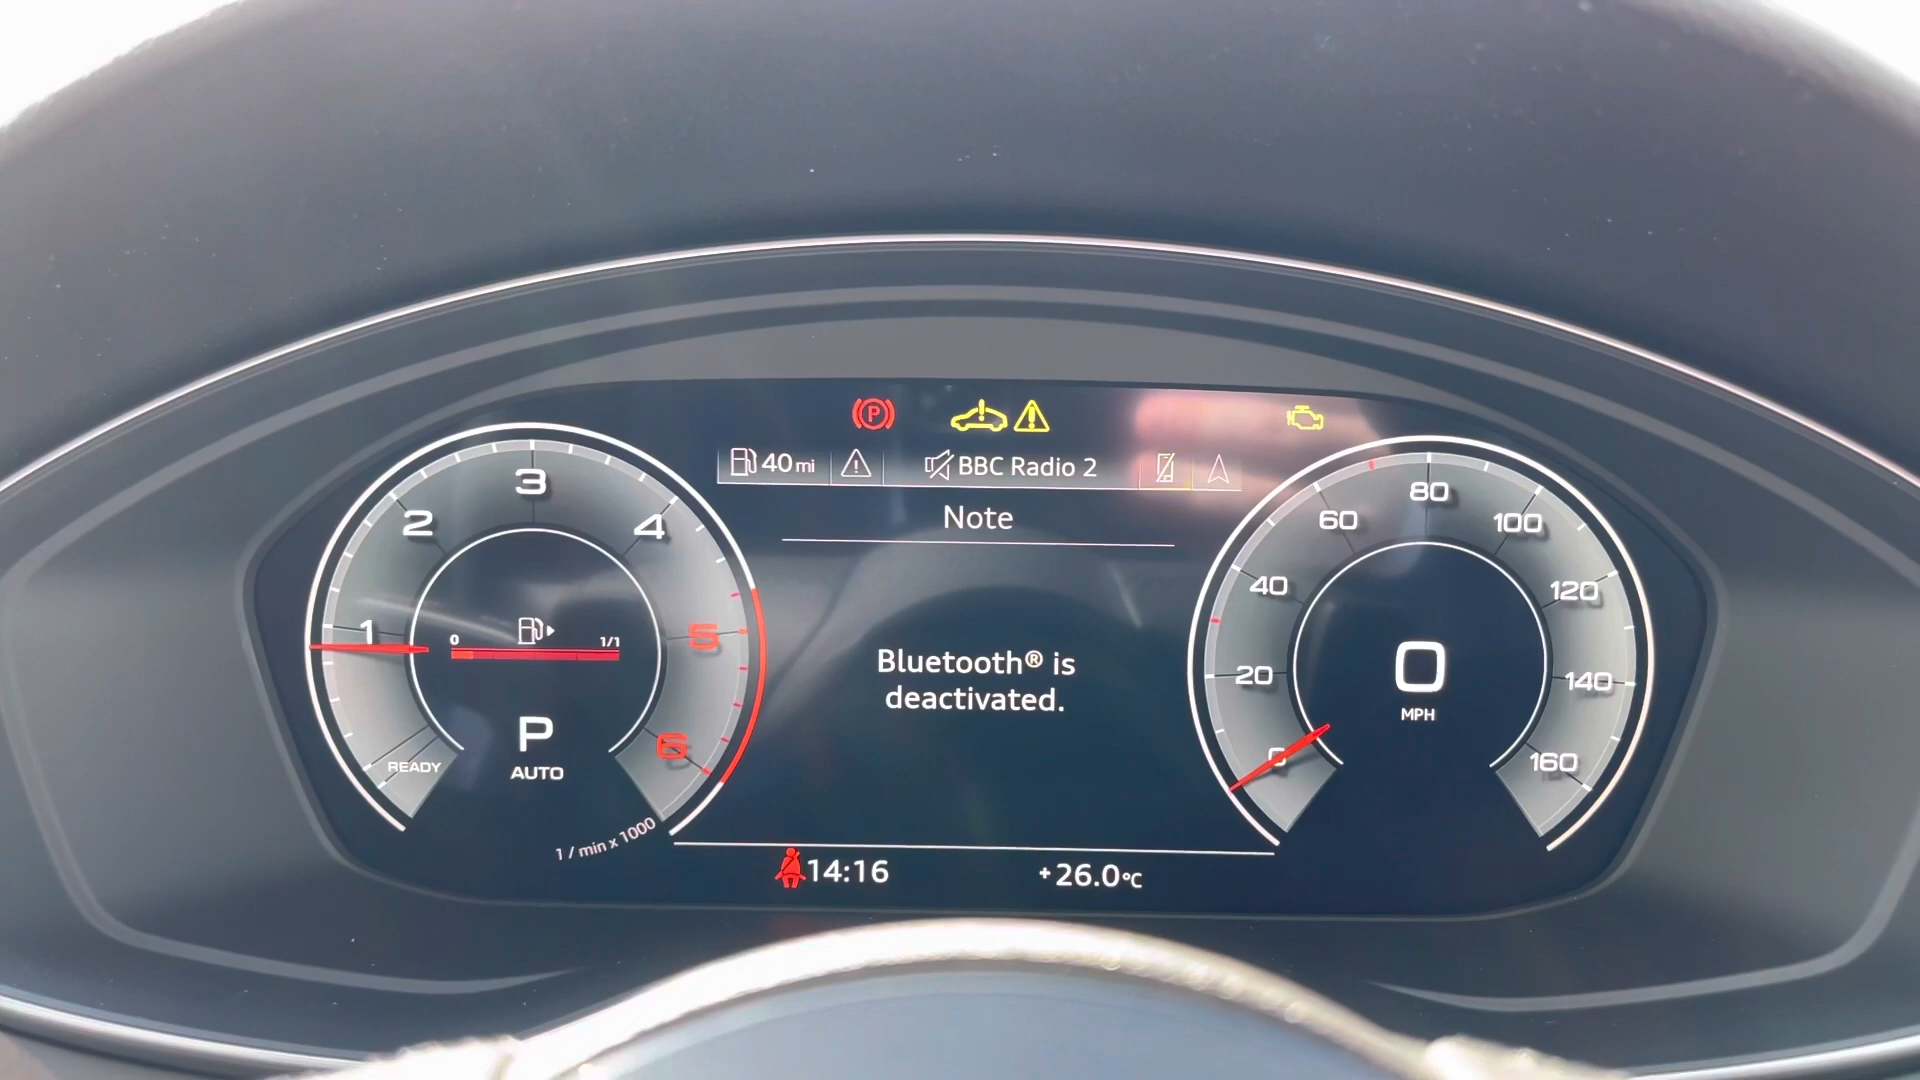 P
40 mi
BBC Radio 2
Note
Bluetooth® is
deactivated.
1
2
3
4
5
6
READY
0
1/1
P
AUTO
1 / min x 1000
0
20
40
60
80
100
120
140
160
0
MPH
14:16
+26.0°C